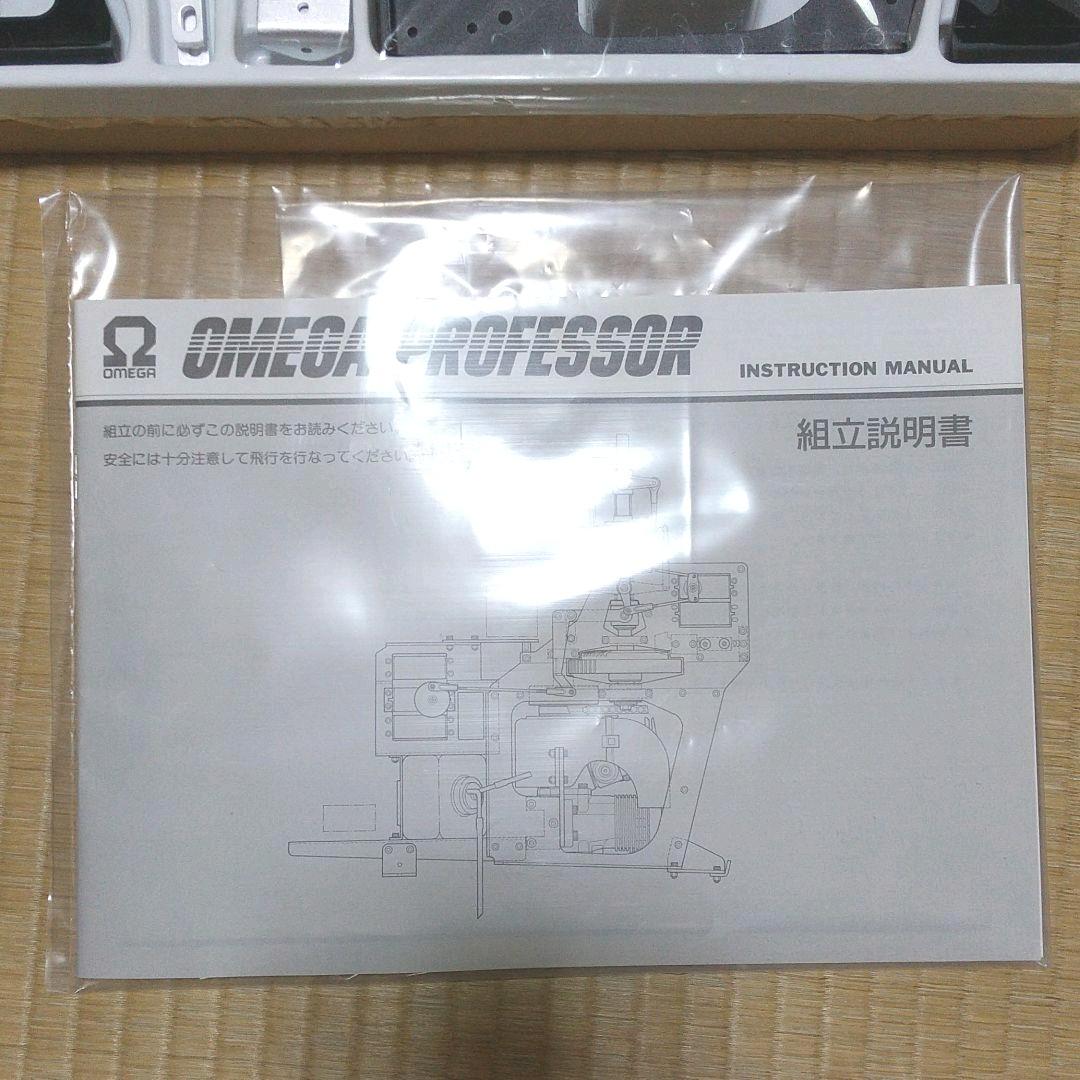 Ω
OMEGA
OMEGA PROFESSOR
INSTRUCTION MANUAL
組立説明書
組立の前に必ずこの説明書をお読みください。
安全には十分注意して飛行を行なってください。